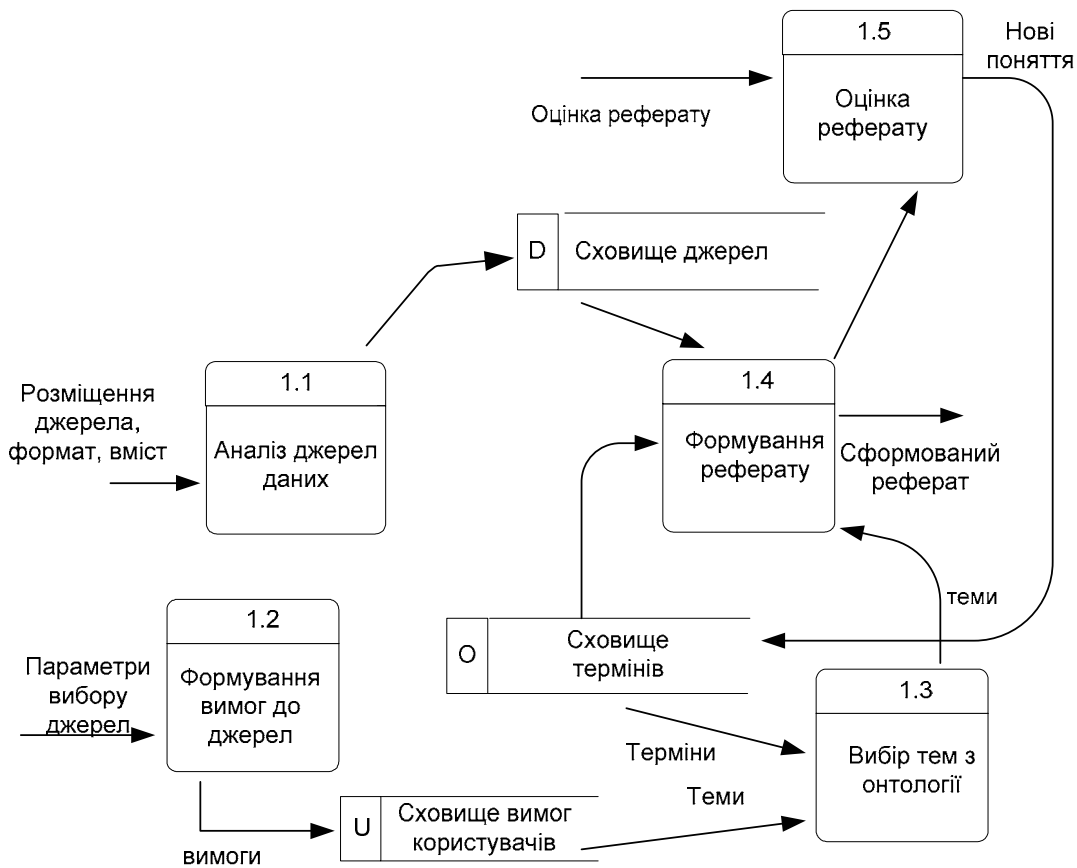 1.5
Оцінка
реферату
Нові
поняття
Оцінка реферату
D
Сховище джерел
1.1
Аналіз джерел
даних
Розміщення
джерела,
формат, вміст
1.4
Формування
реферату
Сформований
реферат
теми
1.2
Формування
вимог до
джерел
Параметри
вибору
джерел
O
Сховище
термінів
1.3
Вибір тем з
онтології
Терміни
Теми
U
Сховище вимог
користувачів
вимоги